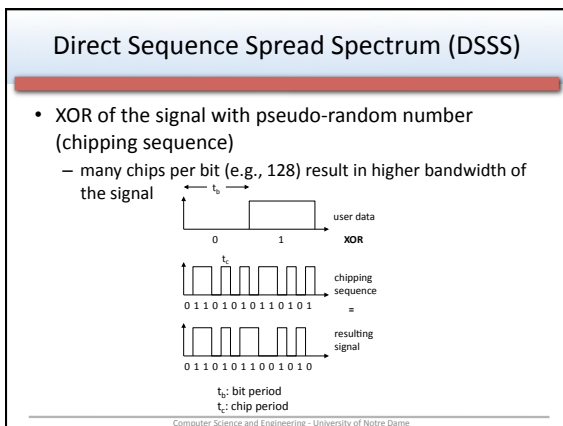 Direct Sequence Spread Spectrum (DSSS)
• XOR of the signal with pseudo-random number
(chipping sequence)
– many chips per bit (e.g., 128) result in higher bandwidth of
the signal
t_b
user data
0 1 XOR
t_c
chipping
sequence
0 1 1 0 1 0 1 0 1 1 0 1 0 1 =
resulting
signal
0 1 1 0 1 0 1 1 0 0 1 0 1 0
t_b: bit period
t_c: chip period
Computer Science and Engineering - University of Notre Dame